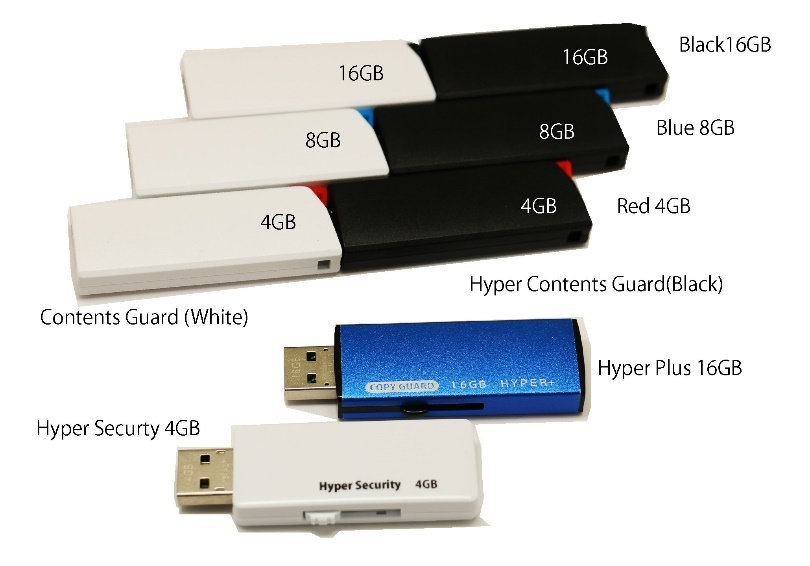 16GB
16GB
Black16GB
8GB
8GB
Blue 8GB
4GB
4GB
Red 4GB
Hyper Contents Guard(Black)
Contents Guard (White)
COPY GUARD 16GB HYPER+
Hyper Plus 16GB
Hyper Securty 4GB
Hyper Security 4GB